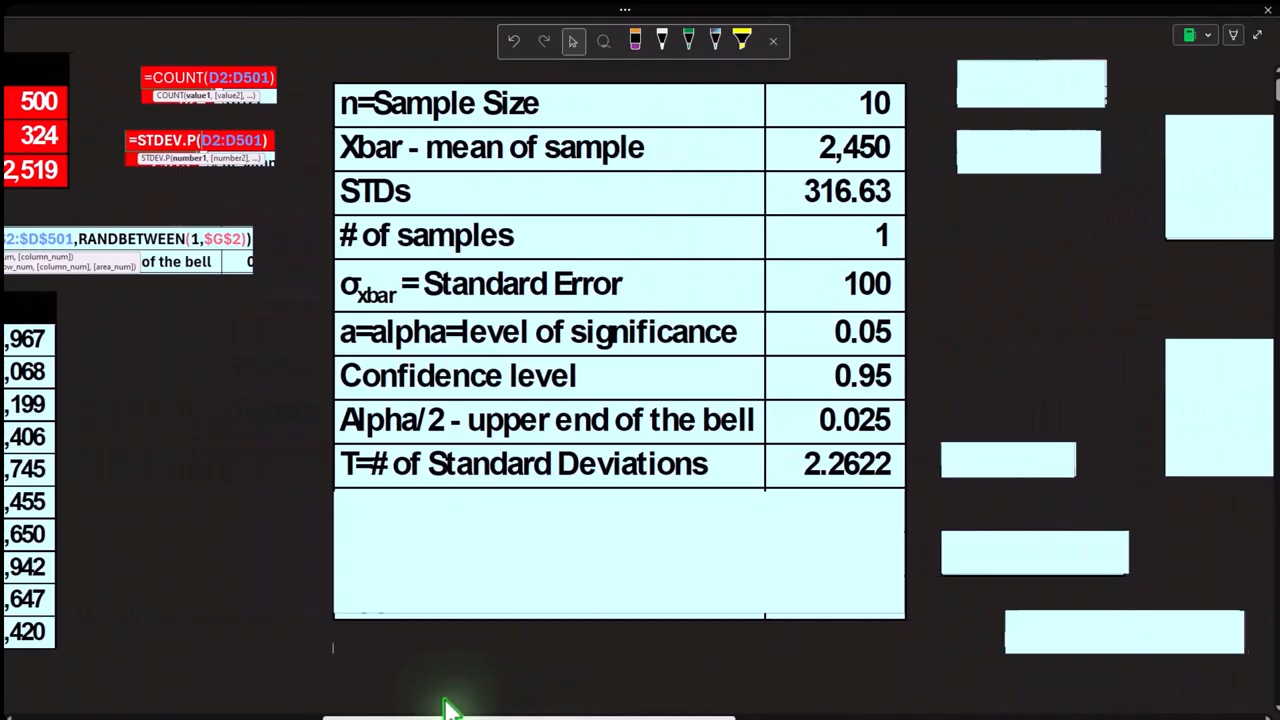 500
324
2,519
=COUNT(D2:D501)
COUNT(value1, [value2], ...)
=STDEV.P(D2:D501)
STDEV.P(number1, [number2], ...)
$2:$D$501,RANDBETWEEN(1,$G$2))
[column_num])
[column_num], [area_num])
of the bell 0
,967
,068
,199
,406
,745
,455
,650
,942
,647
,420
n=Sample Size 10
Xbar - mean of sample 2,450
STDs 316.63
# of samples 1
σxbar = Standard Error 100
a=alpha=level of significance 0.05
Confidence level 0.95
Alpha/2 - upper end of the bell 0.025
T=# of Standard Deviations 2.2622